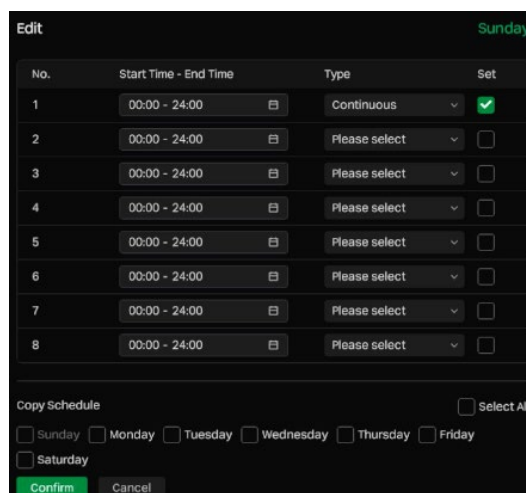 Edit Sunday
No. Start Time - End Time Type Set
1 00:00 - 24:00 Continuous
2 00:00 - 24:00 Please select
3 00:00 - 24:00 Please select
4 00:00 - 24:00 Please select
5 00:00 - 24:00 Please select
6 00:00 - 24:00 Please select
7 00:00 - 24:00 Please select
8 00:00 - 24:00 Please select
Copy Schedule Select Al
Sunday Monday Tuesday Wednesday Thursday Friday
Saturday
Confirm Cancel